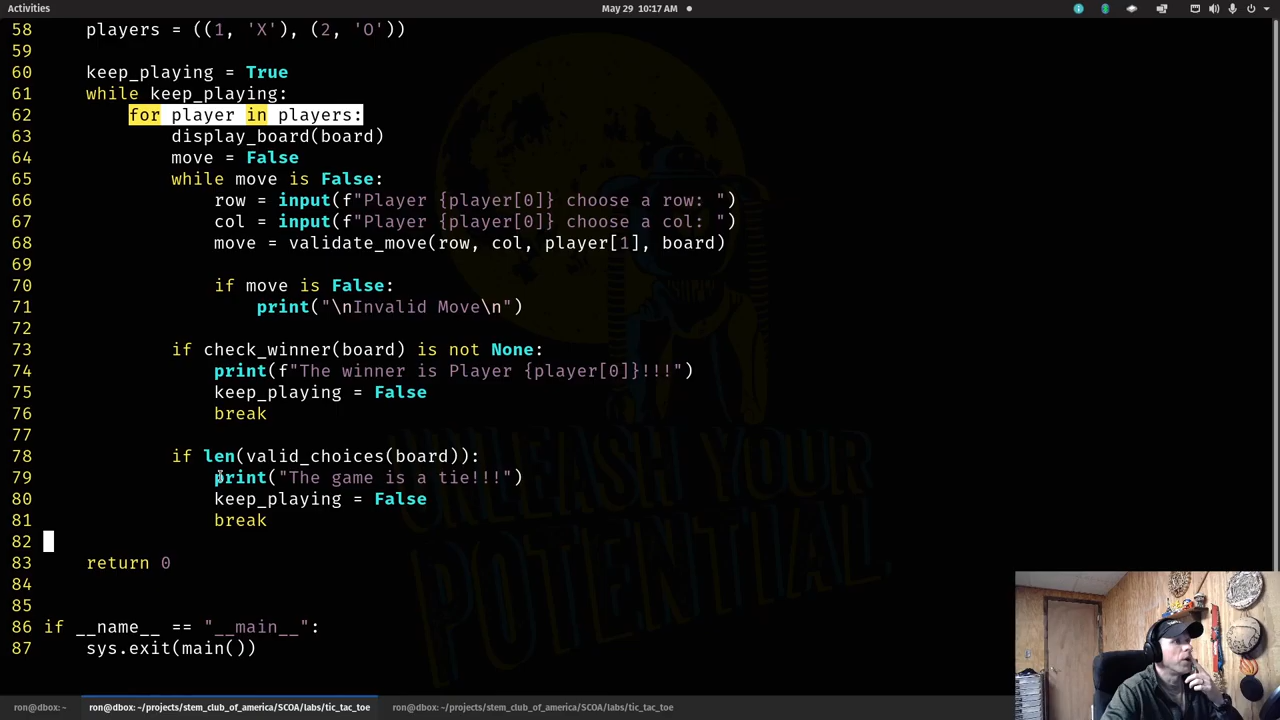 Activities
May 29 10:17 AM
58 players = ((1, 'X'), (2, 'O'))
59
60 keep_playing = True
61 while keep_playing:
62 for player in players:
63 display_board(board)
64 move = False
65 while move is False:
66 row = input(f"Player {player[0]} choose a row: ")
67 col = input(f"Player {player[0]} choose a col: ")
68 move = validate_move(row, col, player[1], board)
69
70 if move is False:
71 print("\nInvalid Move\n")
72
73 if check_winner(board) is not None:
74 print(f"The winner is Player {player[0]}!!!")
75 keep_playing = False
76 break
77
78 if len(valid_choices(board)):
79 print("The game is a tie!!!")
80 keep_playing = False
81 break
82
83 return 0
84
85
86 if __name__ == "__main__":
87 sys.exit(main())
UNLEASH YOUR
POTENTIAL
ron@dbox: ~
ron@dbox: ~/projects/stem_club_of_america/SCOA/labs/tic_tac_toe
ron@dbox: ~/projects/stem_club_of_america/SCOA/labs/tic_tac_toe